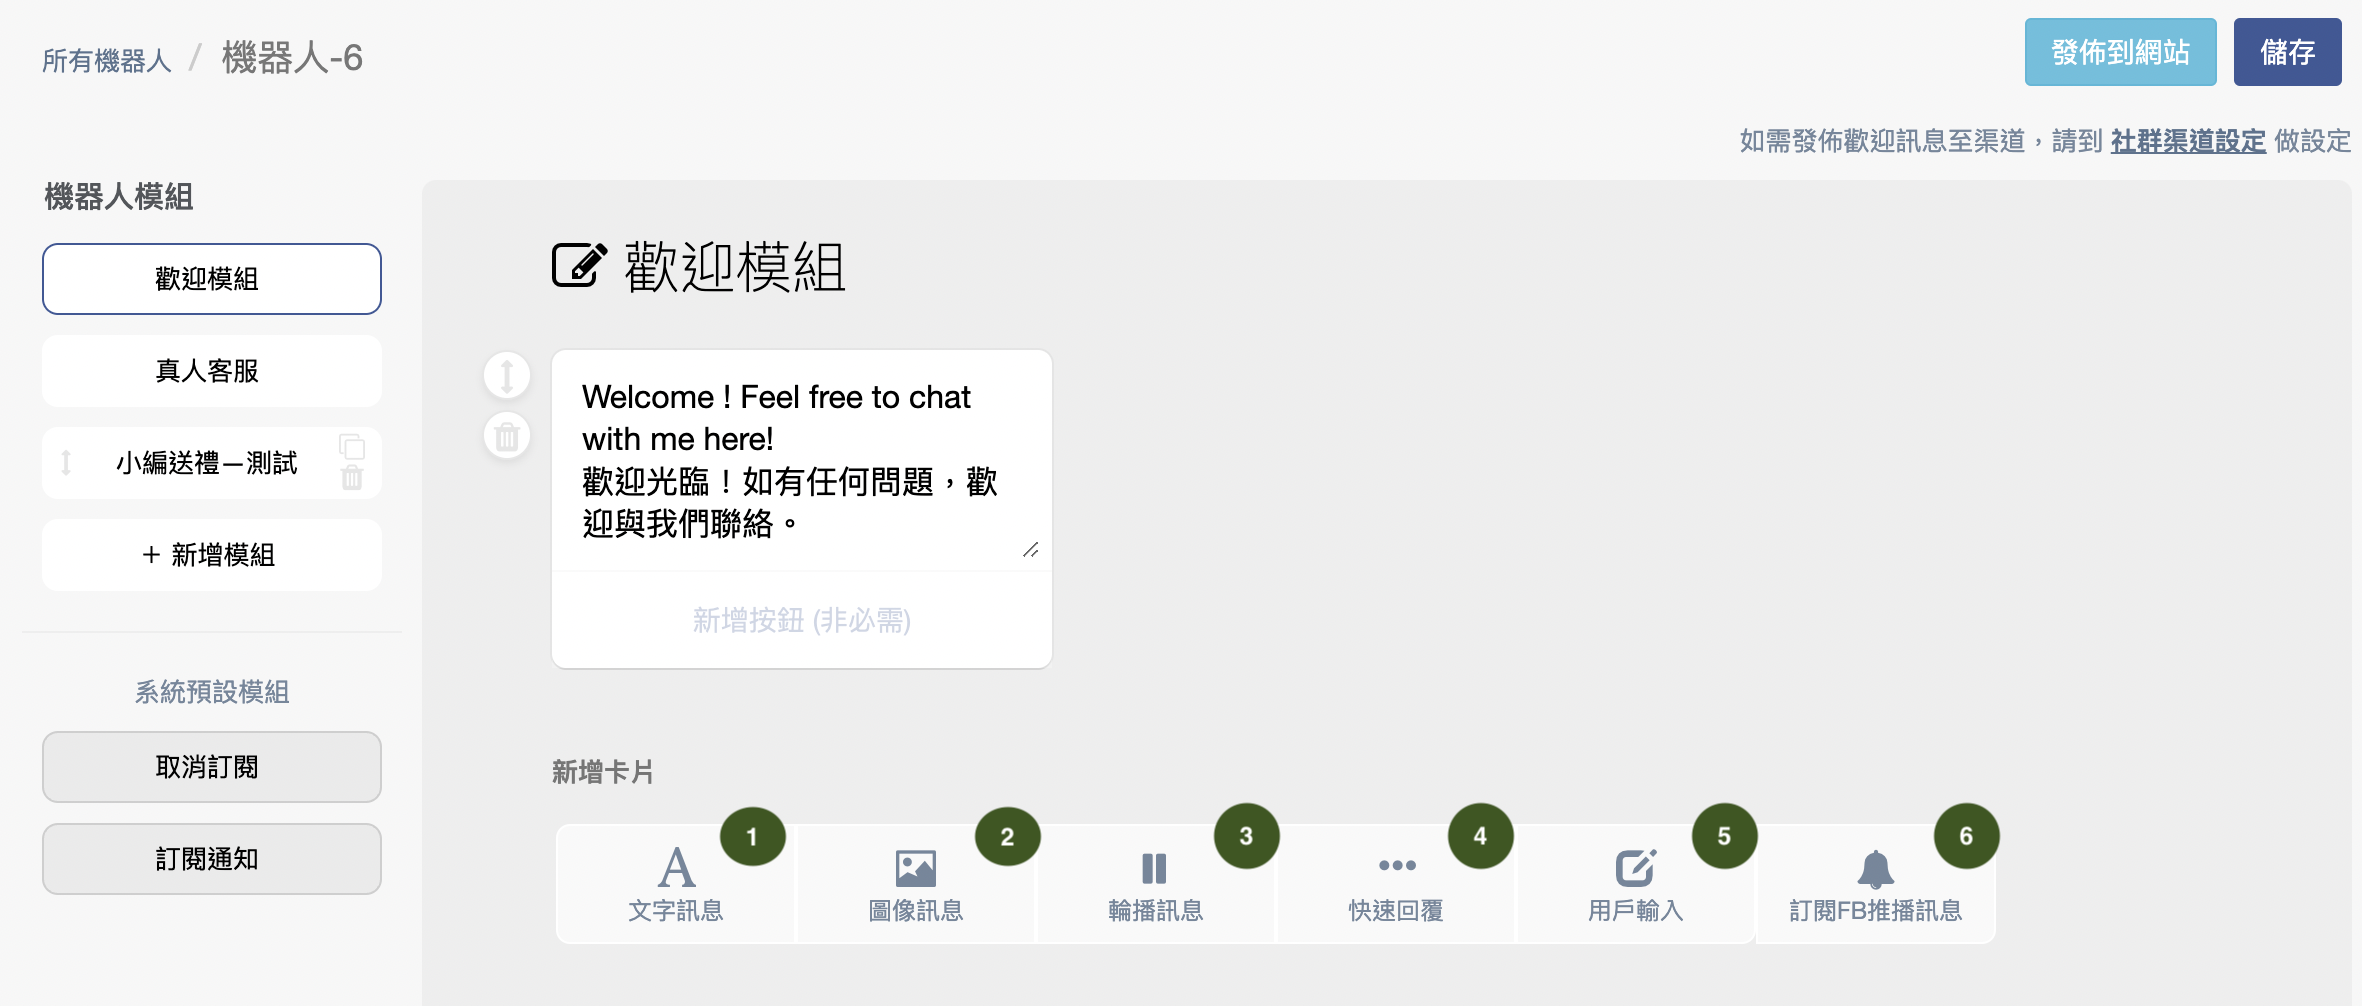 所有機器人 / 機器人-6
發佈到網站
儲存
如需發佈歡迎訊息至渠道，請到 社群渠道設定 做設定
機器人模組
歡迎模組
真人客服
小編送禮－測試
+ 新增模組
系統預設模組
取消訂閱
訂閱通知
歡迎模組
Welcome ! Feel free to chat
with me here!
歡迎光臨！如有任何問題，歡
迎與我們聯絡。
新增按鈕 (非必需)
新增卡片
1
文字訊息
2
圖像訊息
3
輪播訊息
4
快速回覆
5
用戶輸入
6
訂閱FB推播訊息